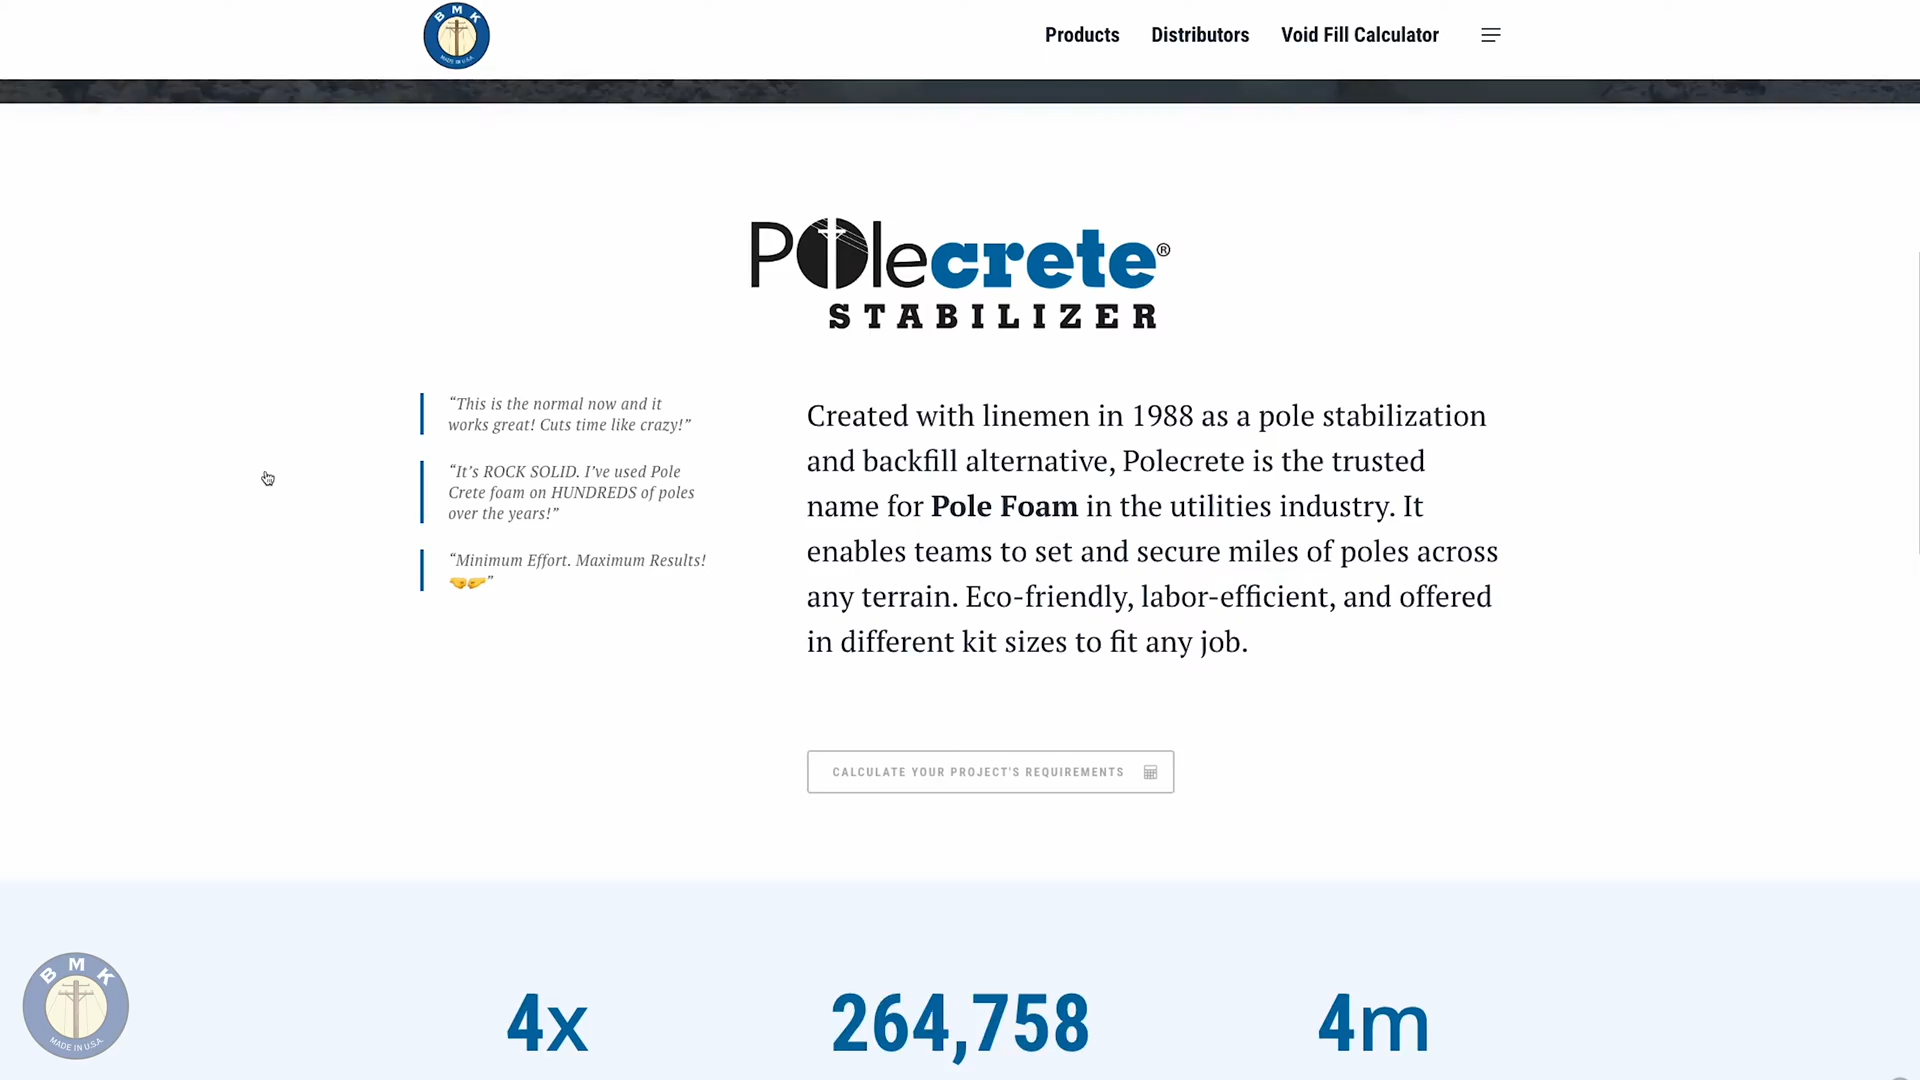 BMK
MADE IN U.S.A.
Products
Distributors
Void Fill Calculator
Polecrete®
STABILIZER
“This is the normal now and it
works great! Cuts time like crazy!”
“It’s ROCK SOLID. I’ve used Pole
Crete foam on HUNDREDS of poles
over the years!”
“Minimum Effort. Maximum Results!
🤜🤛”
Created with linemen in 1988 as a pole stabilization
and backfill alternative, Polecrete is the trusted
name for Pole Foam in the utilities industry. It
enables teams to set and secure miles of poles across
any terrain. Eco-friendly, labor-efficient, and offered
in different kit sizes to fit any job.
CALCULATE YOUR PROJECT'S REQUIREMENTS
4x
264,758
4m
BMK
MADE IN U.S.A.